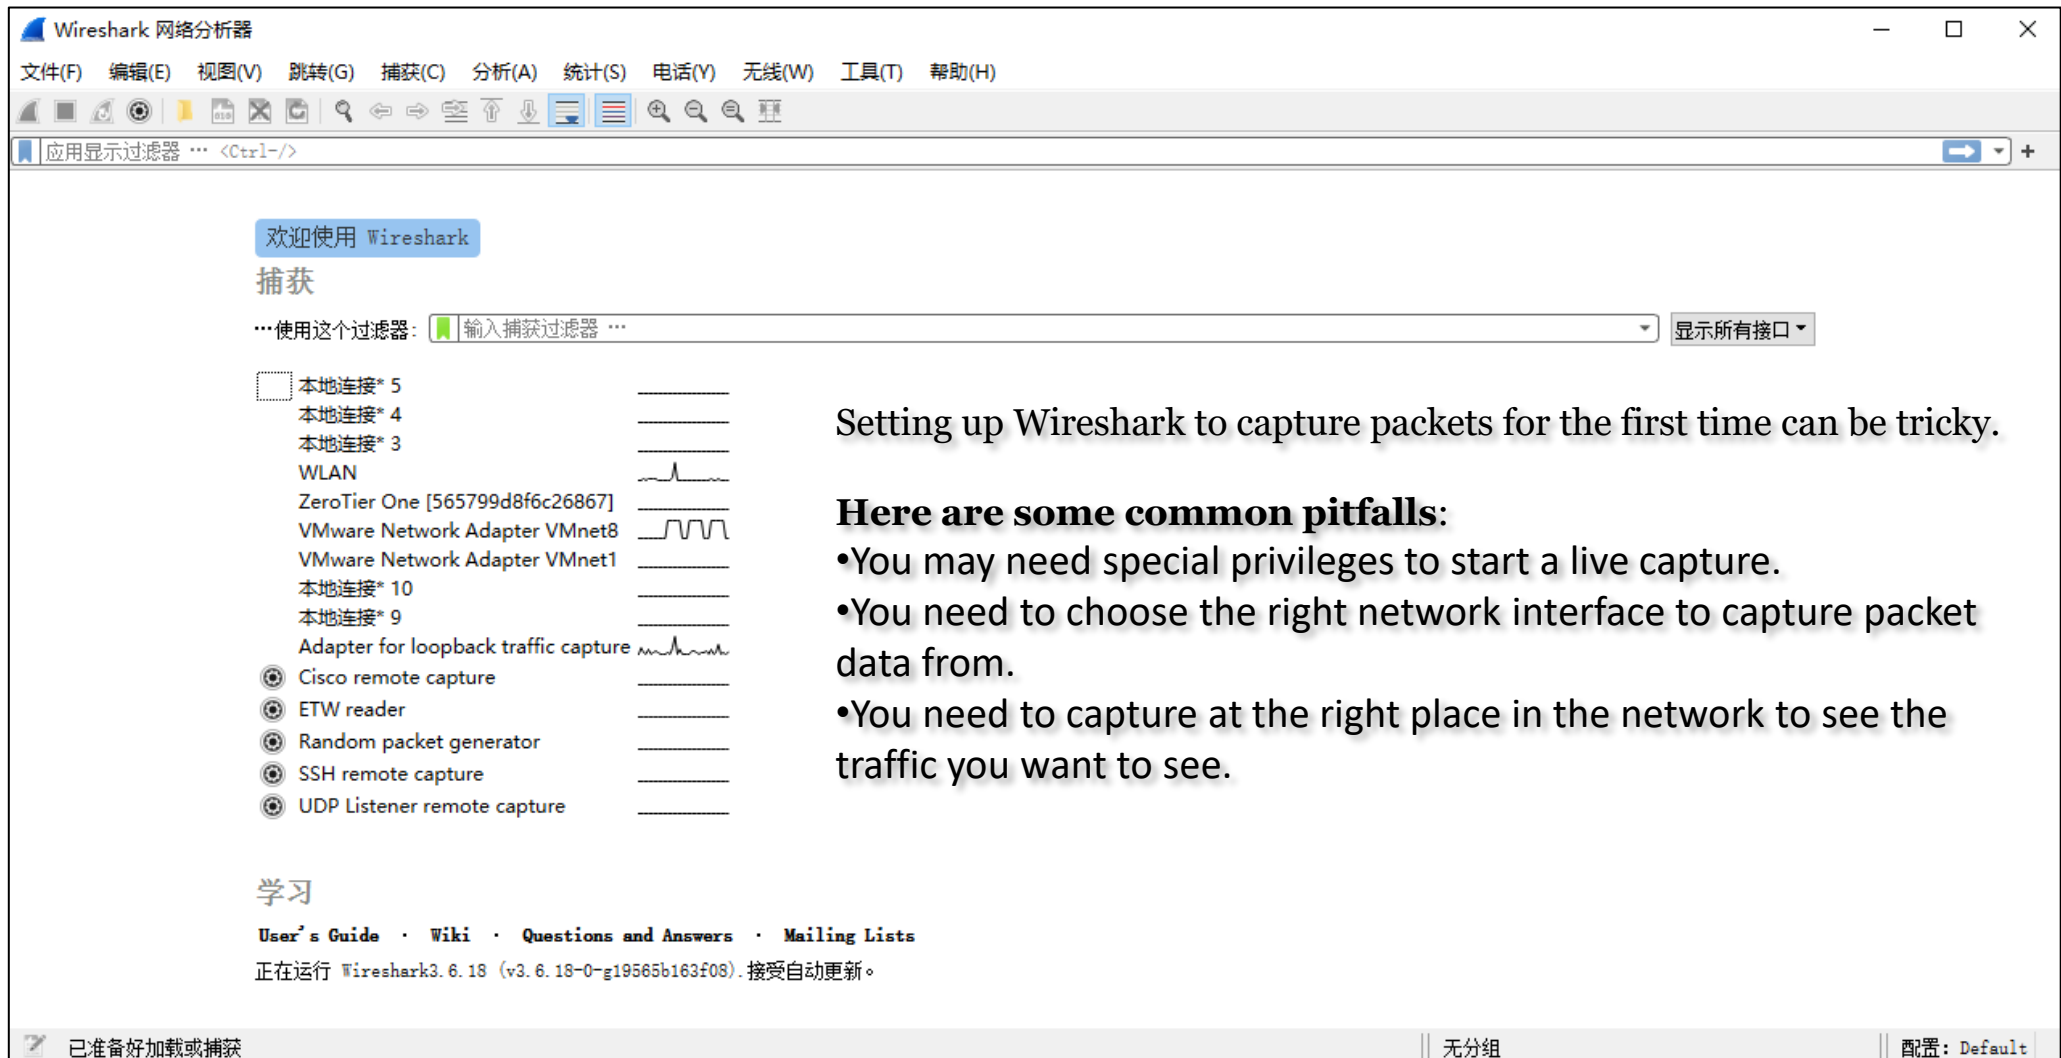 Wireshark 网络分析器
文件(F) 编辑(E) 视图(V) 跳转(G) 捕获(C) 分析(A) 统计(S) 电话(Y) 无线(W) 工具(T) 帮助(H)
应用显示过滤器 … <Ctrl-/>
+
欢迎使用 Wireshark
捕获
…使用这个过滤器: 输入捕获过滤器 … 显示所有接口
本地连接* 5
本地连接* 4
本地连接* 3
WLAN
ZeroTier One [565799d8f6c26867]
VMware Network Adapter VMnet8
VMware Network Adapter VMnet1
本地连接* 10
本地连接* 9
Adapter for loopback traffic capture
Cisco remote capture
ETW reader
Random packet generator
SSH remote capture
UDP Listener remote capture
Setting up Wireshark to capture packets for the first time can be tricky.
Here are some common pitfalls:
•You may need special privileges to start a live capture.
•You need to choose the right network interface to capture packet
data from.
•You need to capture at the right place in the network to see the
traffic you want to see.
学习
User's Guide · Wiki · Questions and Answers · Mailing Lists
正在运行 Wireshark3.6.18 (v3.6.18-0-g19565b163f08).接受自动更新。
已准备好加载或捕获 无分组 配置: Default